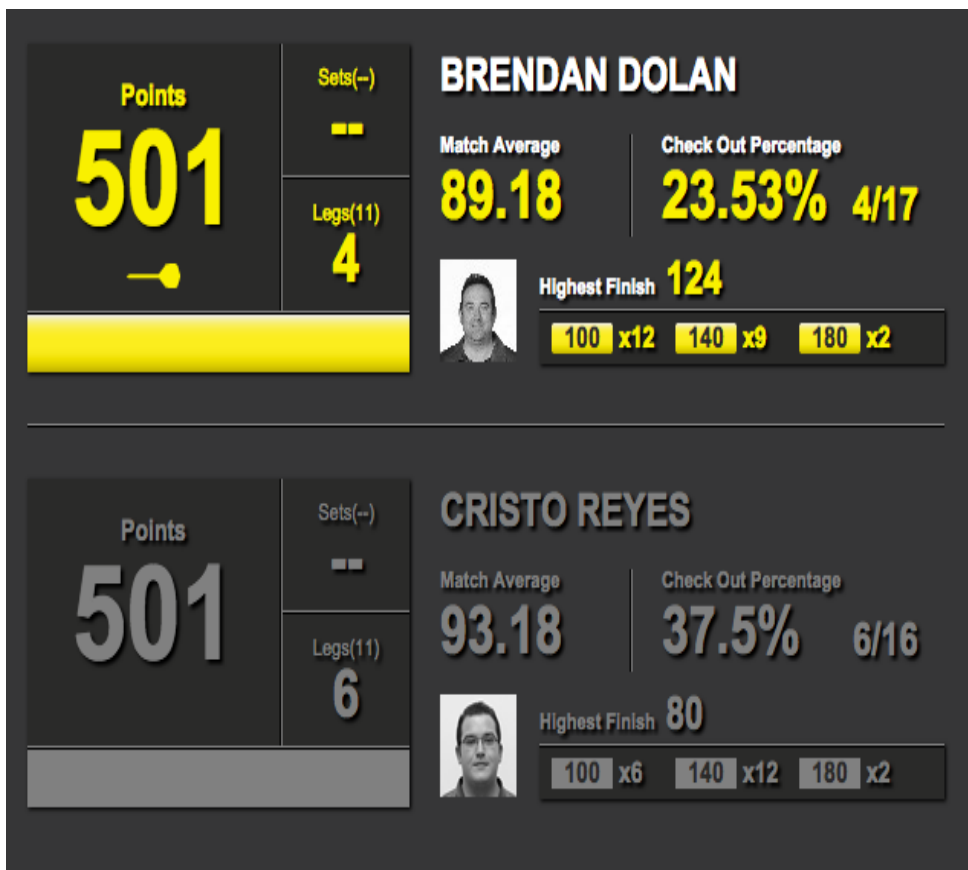 Points
501
Sets(--)
--
Legs(11)
4
BRENDAN DOLAN
Match Average
89.18
Check Out Percentage
23.53% 4/17
Highest Finish 124
100 x12 140 x9 180 x2
Points
501
Sets(--)
--
Legs(11)
6
CRISTO REYES
Match Average
93.18
Check Out Percentage
37.5% 6/16
Highest Finish 80
100 x6 140 x12 180 x2